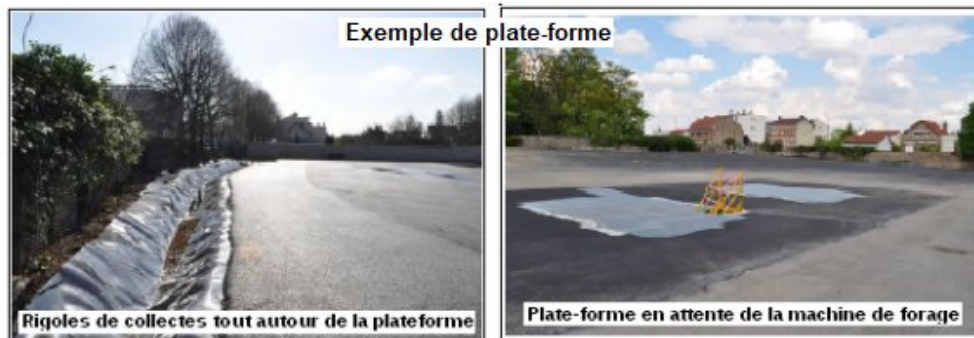 Exemple de plate-forme
Rigoles de collectes tout autour de la plateforme
Plate-forme en attente de la machine de forage